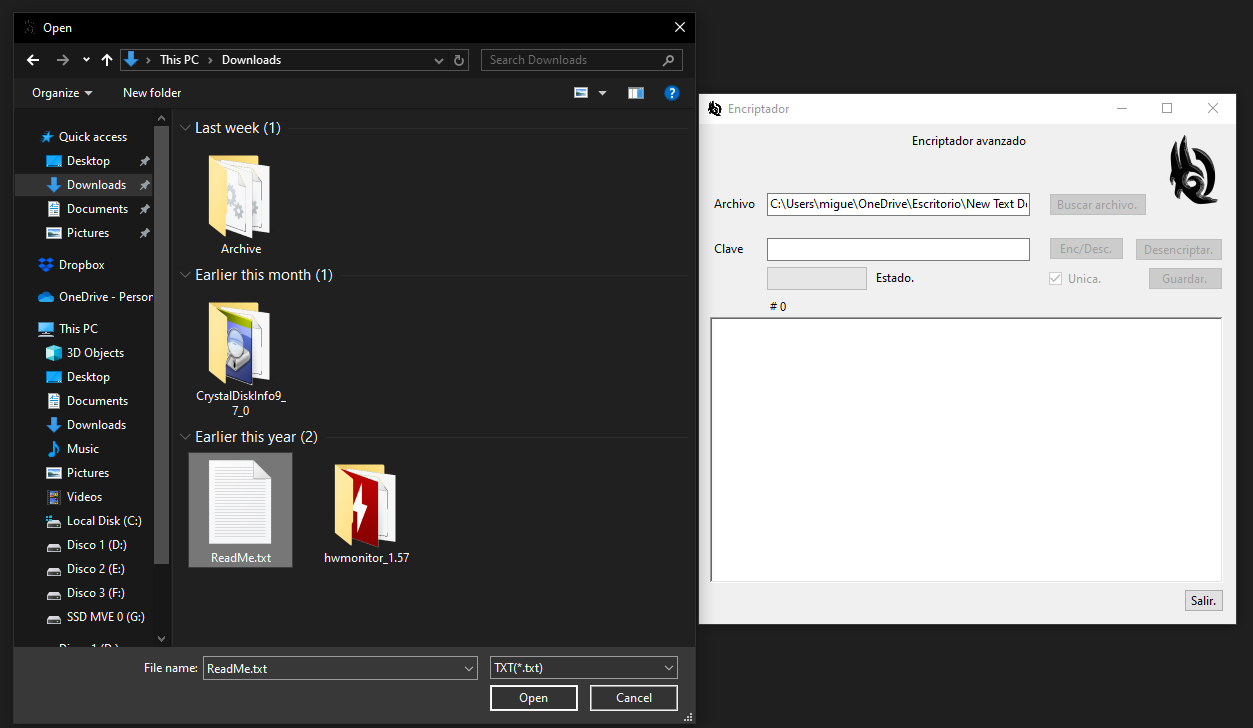 Open
This PC
Downloads
Search Downloads
Organize
New folder
?
Quick access
Desktop
Downloads
Documents
Pictures
Dropbox
OneDrive - Person
This PC
3D Objects
Desktop
Documents
Downloads
Music
Pictures
Videos
Local Disk (C:)
Disco 1 (D:)
Disco 2 (E:)
Disco 3 (F:)
SSD MVE 0 (G:)
Last week (1)
Archive
Earlier this month (1)
CrystalDiskInfo9_
7_0
Earlier this year (2)
ReadMe.txt
hwmonitor_1.57
File name:
ReadMe.txt
TXT(*.txt)
Open
Cancel
Encriptador
Encriptador avanzado
Archivo
C:\Users\migue\OneDrive\Escritorio\New Text D
Buscar archivo.
Clave
Enc/Desc.
Desencriptar.
Estado.
Unica.
Guardar.
# 0
Salir.